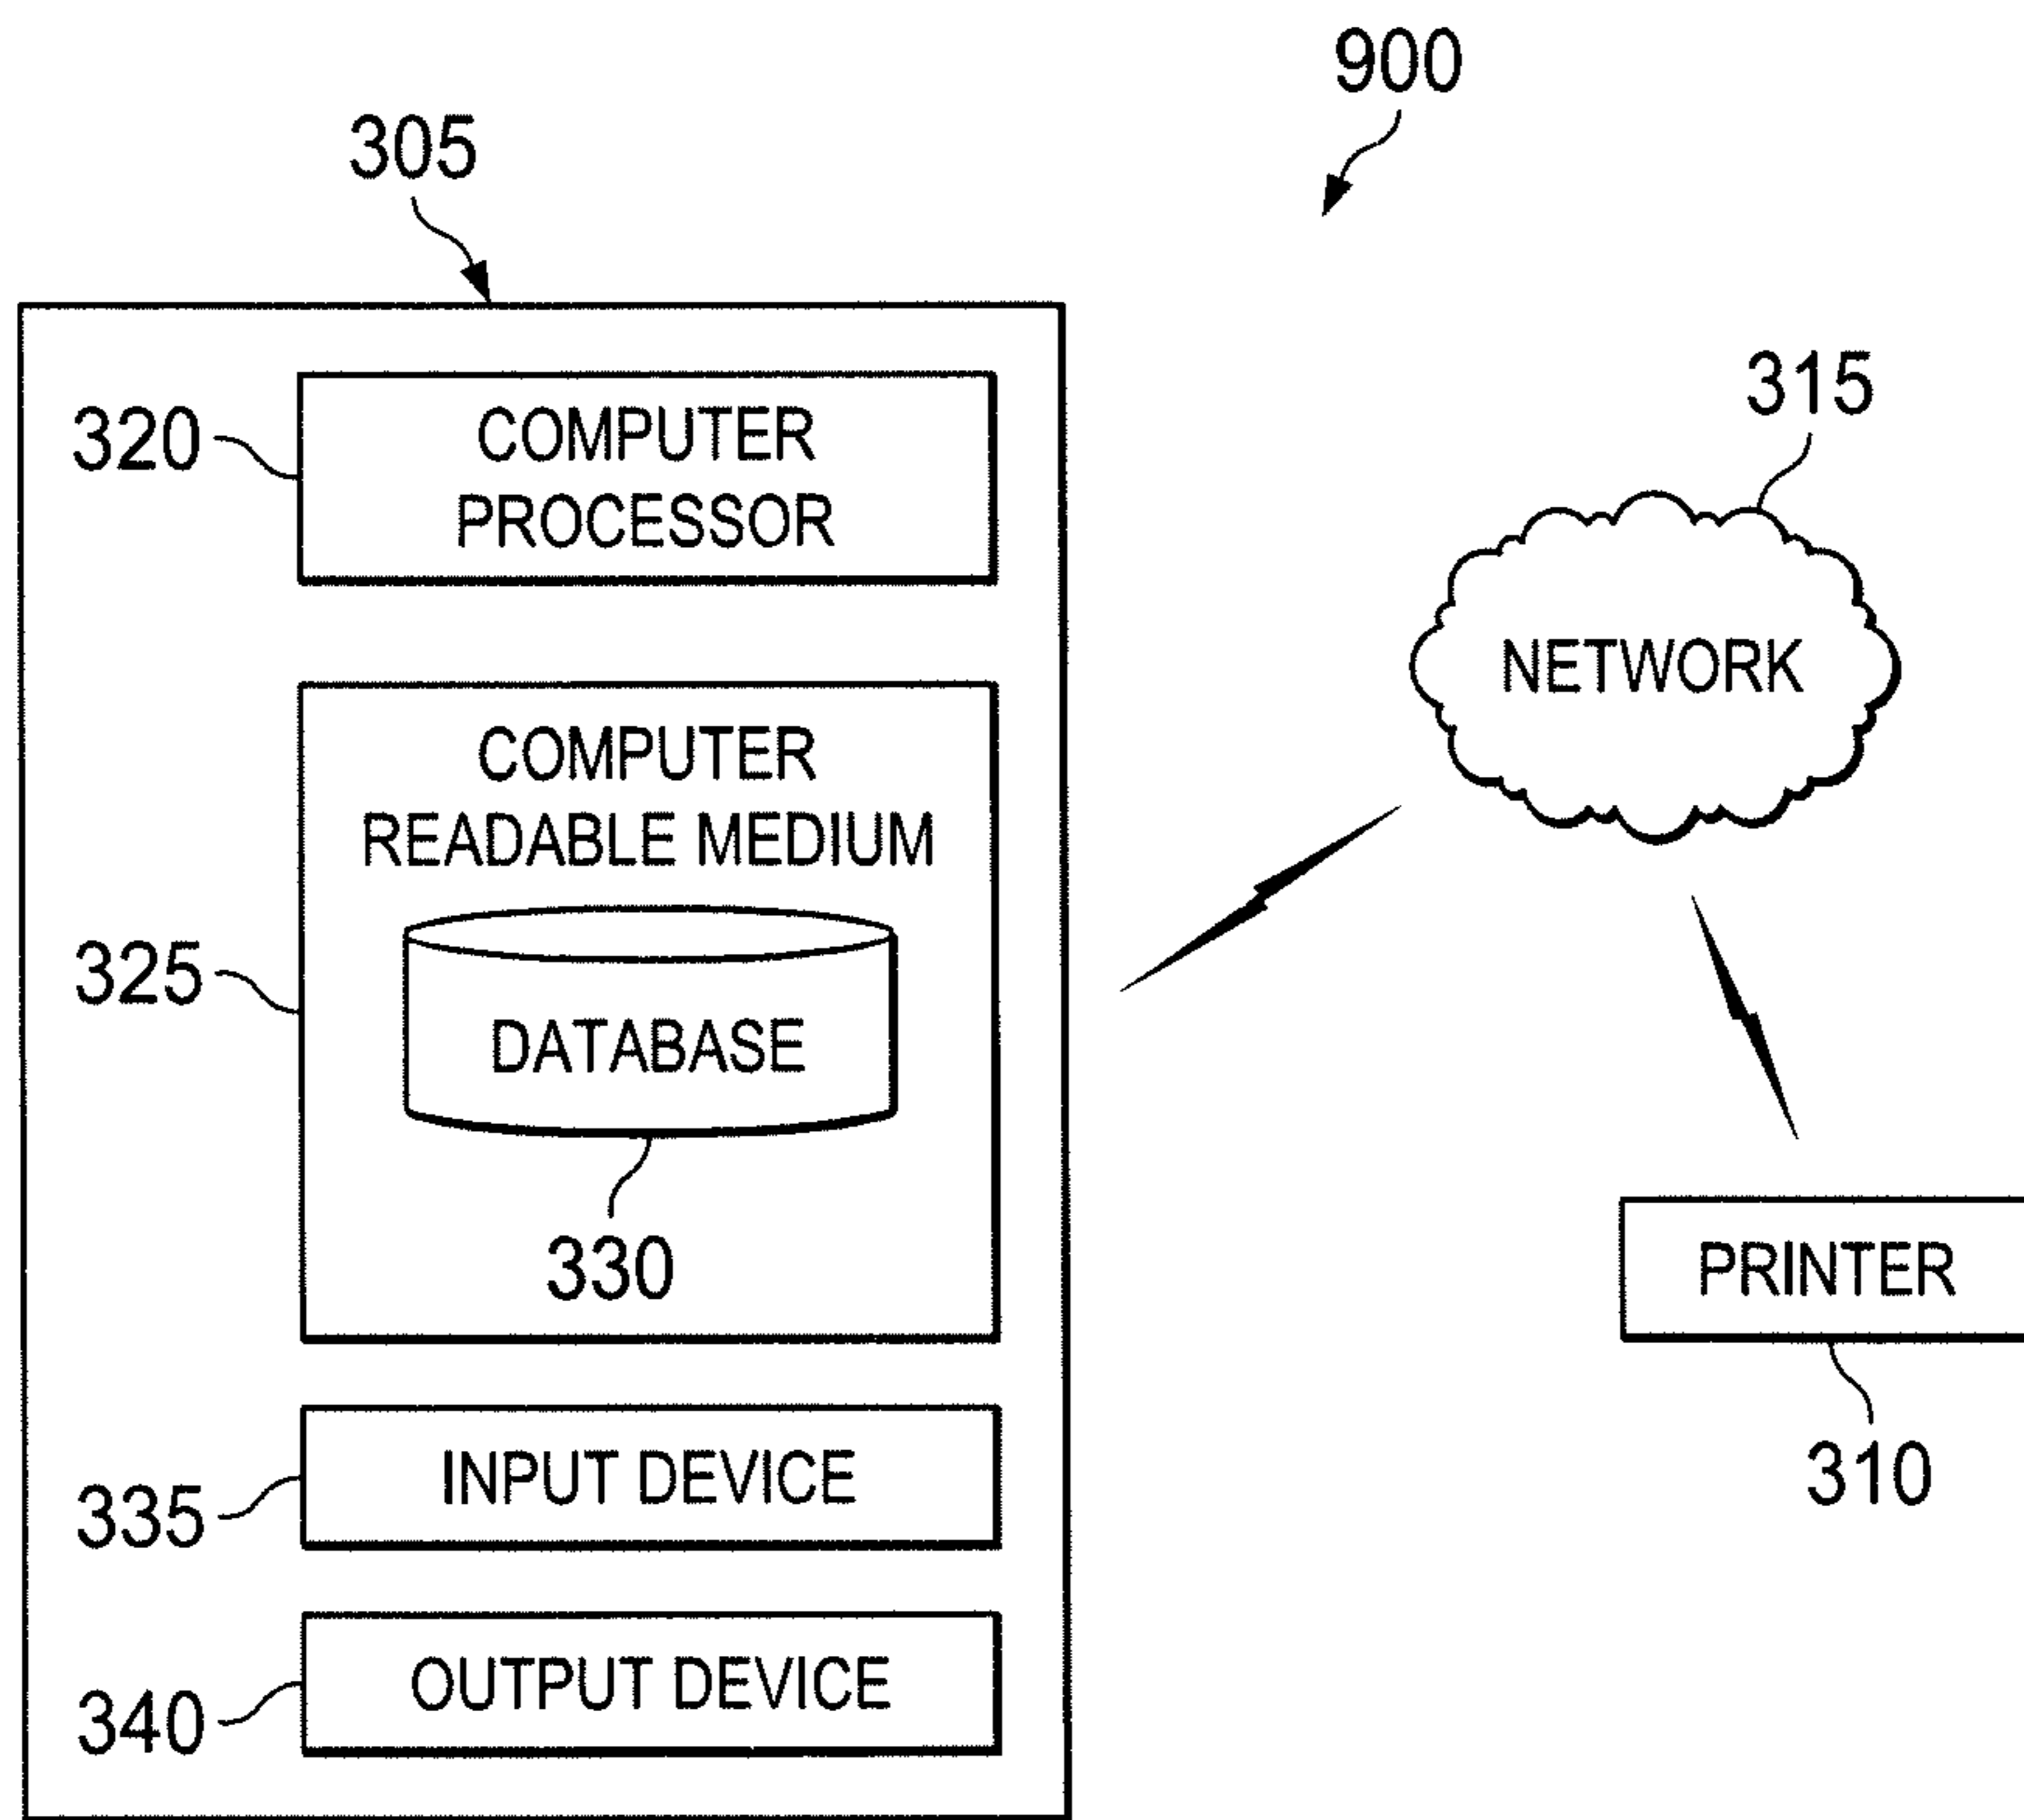 900
305
315
320
COMPUTER
PROCESSOR
NETWORK
COMPUTER
READABLE MEDIUM
325
DATABASE
330
PRINTER
310
335
INPUT DEVICE
340
OUTPUT DEVICE